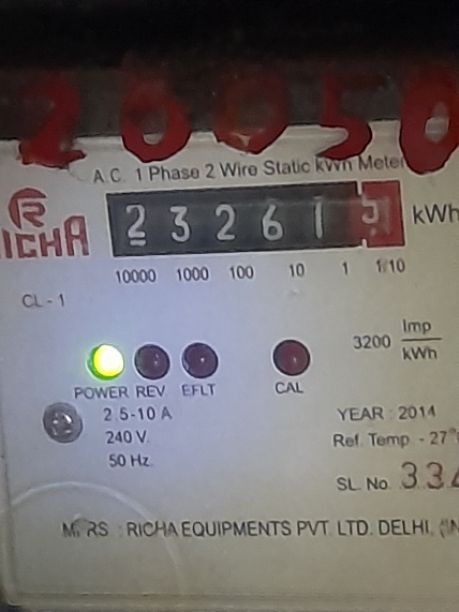 20050
A.C. 1 Phase 2 Wire Static kWh Meter
R
RICHA
23261 kWh
10000 1000 100 10 1 1/10
CL - 1
3200 Imp
kWh
POWER REV EFLT CAL
2.5-10 A
240 V.
50 Hz.
YEAR : 2014
Ref. Temp - 27°
SL. No. 33
M/RS : RICHA EQUIPMENTS PVT. LTD. DELHI, (IN